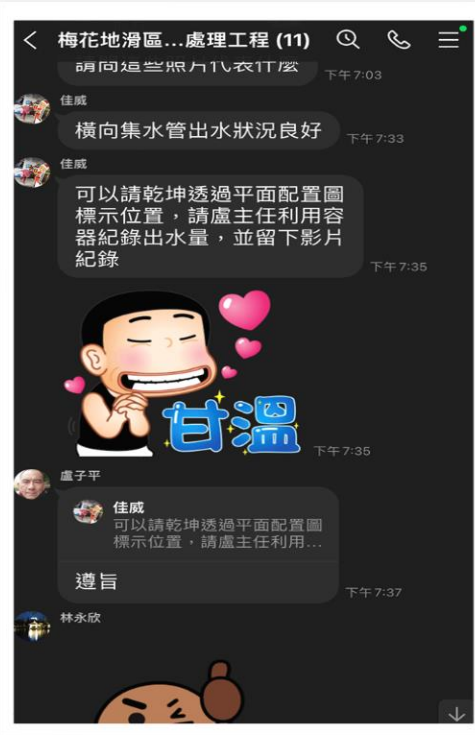 梅花地滑區...處理工程 (11)
請問這些照片代表什麼
下午 7:03
佳威
橫向集水管出水狀況良好
下午 7:33
佳威
可以請乾坤透過平面配置圖
標示位置，請盧主任利用容
器紀錄出水量，並留下影片
紀錄
下午 7:35
甘溫
下午 7:35
盧子平
佳威
可以請乾坤透過平面配置圖
標示位置，請盧主任利用...
遵旨
下午 7:37
林永欣